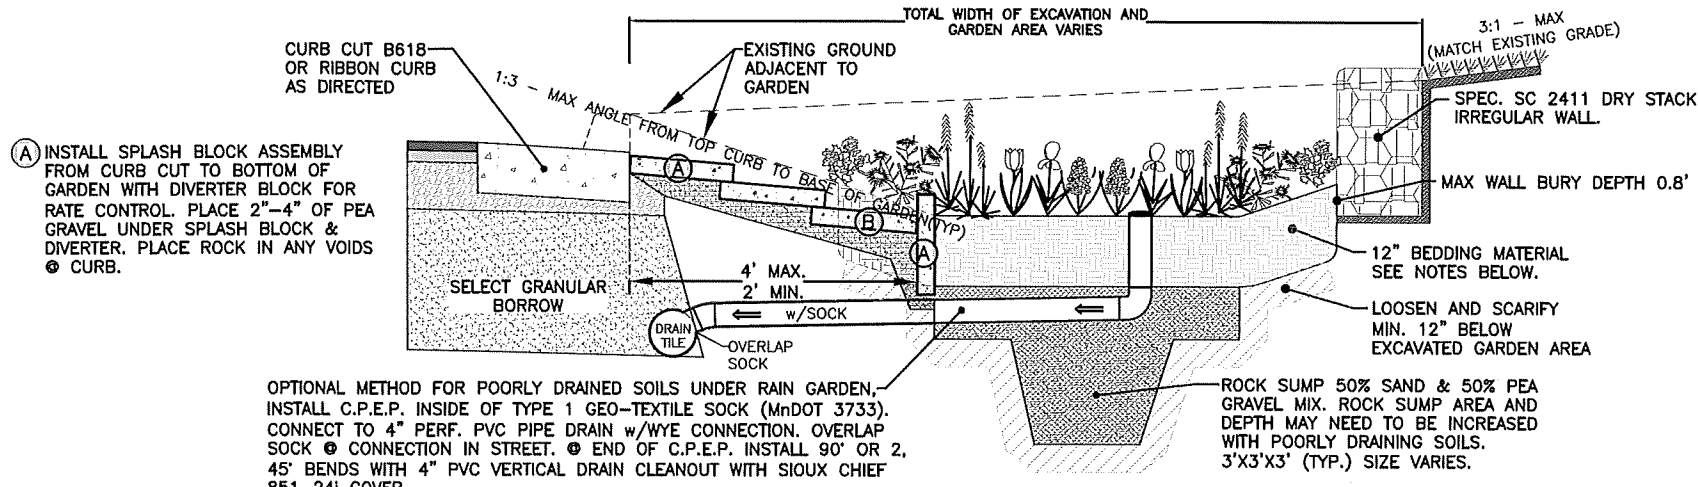 TOTAL WIDTH OF EXCAVATION AND
GARDEN AREA VARIES
3:1 - MAX
(MATCH EXISTING GRADE)
CURB CUT B618
OR RIBBON CURB
AS DIRECTED
EXISTING GROUND
ADJACENT TO
GARDEN
1:3 - MAX ANGLE FROM TOP CURB TO BASE OF GARDEN(TYP)
SPEC. SC 2411 DRY STACK
IRREGULAR WALL.
A INSTALL SPLASH BLOCK ASSEMBLY
FROM CURB CUT TO BOTTOM OF
GARDEN WITH DIVERTER BLOCK FOR
RATE CONTROL. PLACE 2"-4" OF PEA
GRAVEL UNDER SPLASH BLOCK &
DIVERTER. PLACE ROCK IN ANY VOIDS
@ CURB.
A
B
A
MAX WALL BURY DEPTH 0.8'
12" BEDDING MATERIAL
SEE NOTES BELOW.
SELECT GRANULAR
BORROW
4' MAX.
2' MIN.
w/SOCK
DRAIN
TILE
OVERLAP
SOCK
LOOSEN AND SCARIFY
MIN. 12" BELOW
EXCAVATED GARDEN AREA
OPTIONAL METHOD FOR POORLY DRAINED SOILS UNDER RAIN GARDEN,
INSTALL C.P.E.P. INSIDE OF TYPE 1 GEO-TEXTILE SOCK (MnDOT 3733).
CONNECT TO 4" PERF. PVC PIPE DRAIN w/WYE CONNECTION. OVERLAP
SOCK @ CONNECTION IN STREET. @ END OF C.P.E.P. INSTALL 90' OR 2,
45' BENDS WITH 4" PVC VERTICAL DRAIN CLEANOUT WITH SIOUX CHIEF
851-24i COVER
ROCK SUMP 50% SAND & 50% PEA
GRAVEL MIX. ROCK SUMP AREA AND
DEPTH MAY NEED TO BE INCREASED
WITH POORLY DRAINING SOILS.
3'X3'X3' (TYP.) SIZE VARIES.